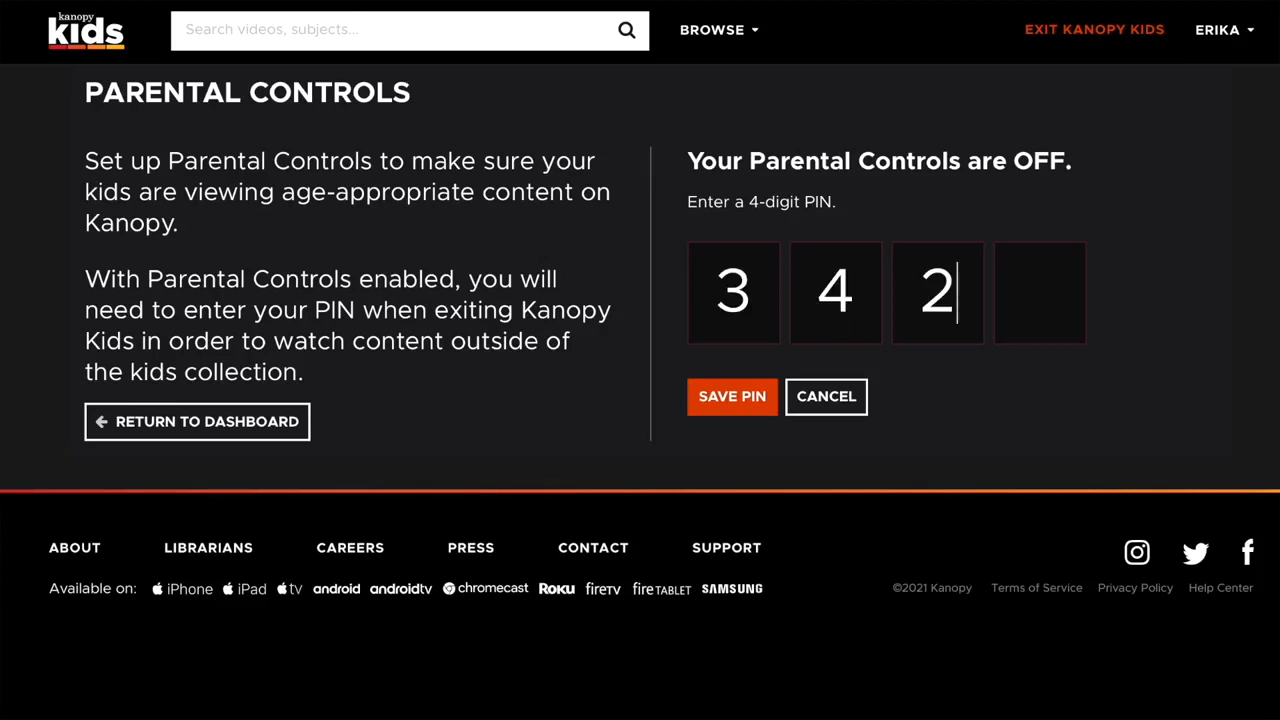 kanopy
kids
Search videos, subjects...
BROWSE
EXIT KANOPY KIDS
ERIKA
PARENTAL CONTROLS
Set up Parental Controls to make sure your
kids are viewing age-appropriate content on
Kanopy.
With Parental Controls enabled, you will
need to enter your PIN when exiting Kanopy
Kids in order to watch content outside of
the kids collection.
RETURN TO DASHBOARD
Your Parental Controls are OFF.
Enter a 4-digit PIN.
3 4 2
SAVE PIN
CANCEL
ABOUT LIBRARIANS CAREERS PRESS CONTACT SUPPORT
Available on: iPhone iPad tv android androidtv chromecast Roku fireTV fireTABLET SAMSUNG
©2021 Kanopy Terms of Service Privacy Policy Help Center